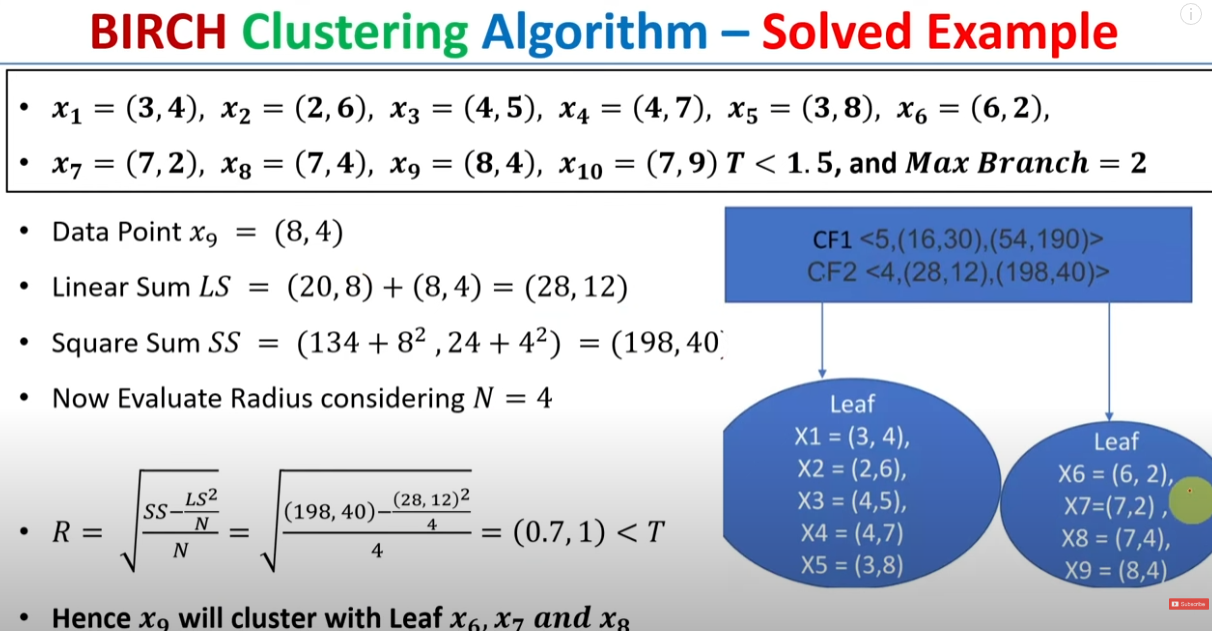 BIRCH Clustering Algorithm – Solved Example
• x₁ = (3, 4), x₂ = (2, 6), x₃ = (4, 5), x₄ = (4, 7), x₅ = (3, 8), x₆ = (6, 2),
• x₇ = (7, 2), x₈ = (7, 4), x₉ = (8, 4), x₁₀ = (7, 9) T < 1.5, and Max Branch = 2
• Data Point x₉ = (8, 4)
• Linear Sum LS = (20, 8) + (8, 4) = (28, 12)
• Square Sum SS = (134 + 8² , 24 + 4²) = (198, 40)
• Now Evaluate Radius considering N = 4
• R = √((SS−LS²/N)/N) = √(((198, 40)−(28, 12)²/4)/4) = (0.7, 1) < T
• Hence x₉ will cluster with Leaf x₆, x₇ and x₈
CF1 <5,(16,30),(54,190)>
CF2 <4,(28,12),(198,40)>
Leaf
X1 = (3, 4),
X2 = (2,6),
X3 = (4,5),
X4 = (4,7)
X5 = (3,8)
Leaf
X6 = (6, 2),
X7=(7,2) ,
X8 = (7,4),
X9 = (8,4)
Subscribe